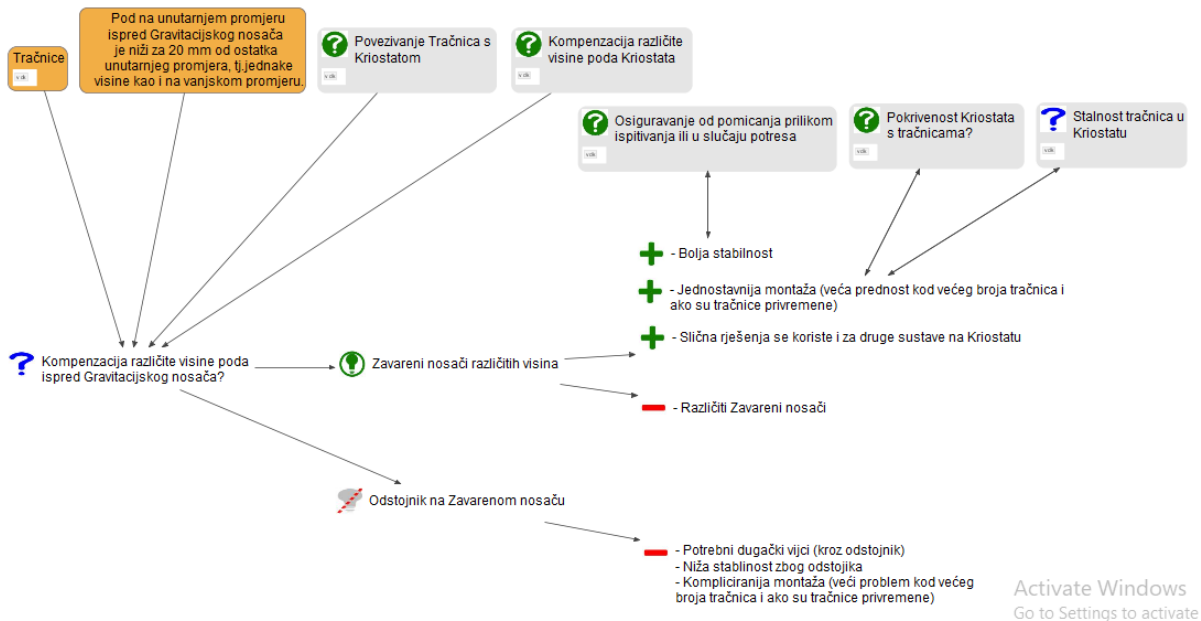 Tračnice
Pod na unutarnjem promjeru
ispred Gravitacijskog nosača
je niži za 20 mm od ostatka
unutarnjeg promjera, tj.jednake
visine kao i na vanjskom promjeru.
Povezivanje Tračnica s
Kriostatom
Kompenzacija različite
visine poda Kriostata
Osiguravanje od pomicanja prilikom
ispitivanja ili u slučaju potresa
Pokrivenost Kriostata
s tračnicama?
Stalnost tračnica u
Kriostatu
- Bolja stabilnost
- Jednostavnija montaža (veća prednost kod većeg broja tračnica i
ako su tračnice privremene)
- Slična rješenja se koriste i za druge sustave na Kriostatu
Kompenzacija različite visine poda
ispred Gravitacijskog nosača?
Zavareni nosači različitih visina
- Različiti Zavareni nosači
Odstojnik na Zavarenom nosaču
- Potrebni dugački vijci (kroz odstojnik)
- Niža stablinost zbog odstojika
- Kompliciranija montaža (veći problem kod većeg
broja tračnica i ako su tračnice privremene)
Activate Windows
Go to Settings to activate